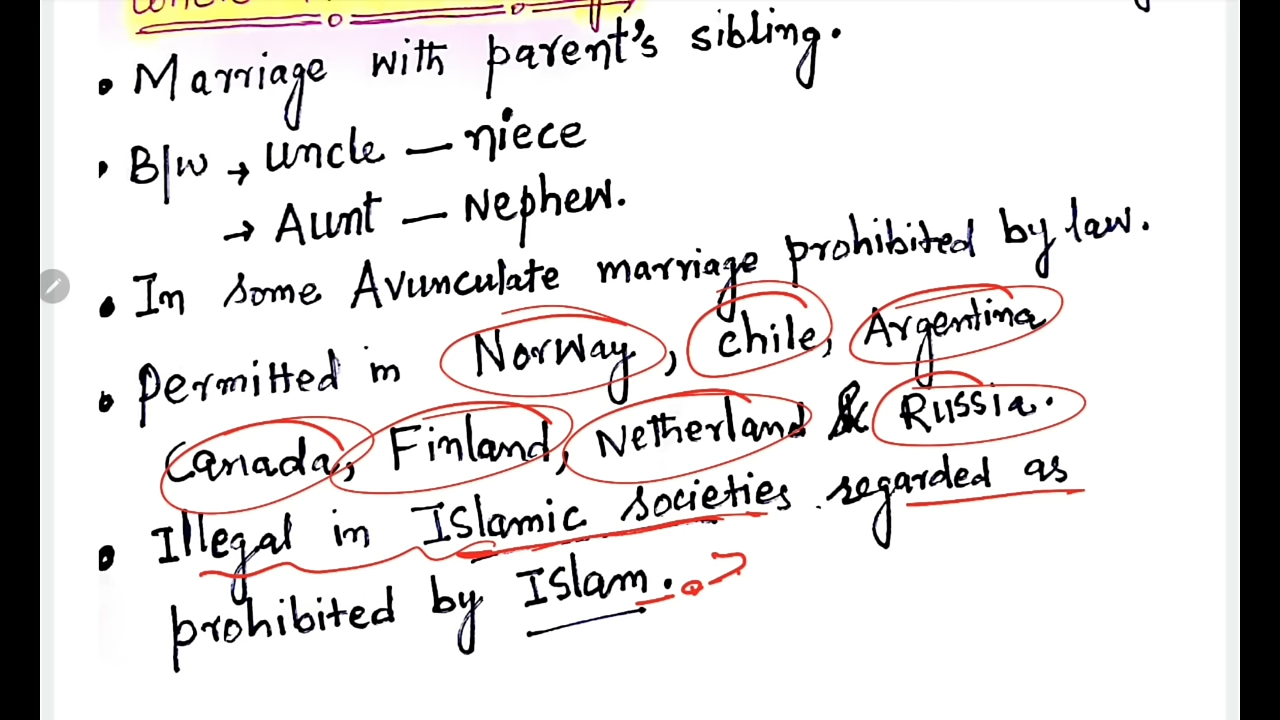 • Marriage with parent's sibling.
• B/w → Uncle — niece
→ Aunt — Nephew.
• In some Avunculate marriage prohibited by law.
• Permitted in Norway, chile, Argentina
Canada, Finland, Netherland & Russia.
• Illegal in Islamic societies regarded as
prohibited by Islam.